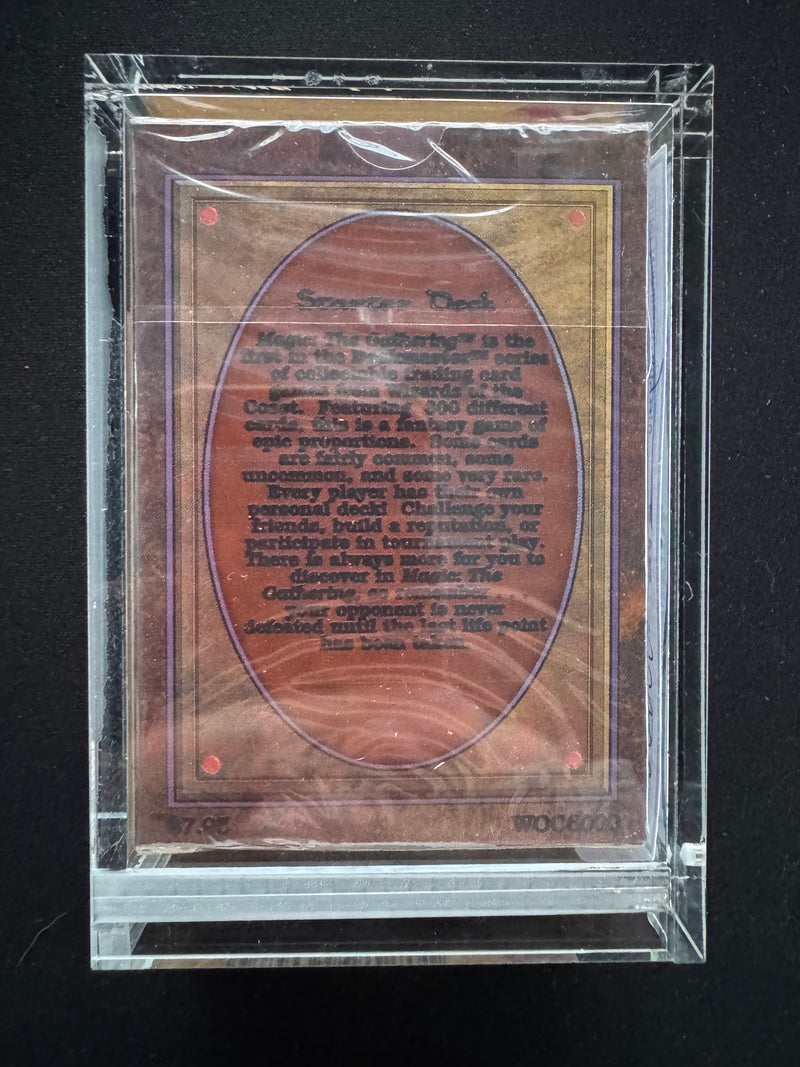 Starter Deck
Magic: The Gathering™ is the
first in the Deckmaster™ series
of collectable trading card
games from Wizards of the
Coast. Featuring 300 different
cards, this is a fantasy game of
epic proportions. Some cards
are fairly common, some
uncommon, and some very rare.
Every player has their own
personal deck! Challenge your
friends, build a reputation, or
participate in tournament play.
There is always more for you to
discover in Magic: The
Gathering, so remember
your opponent is never
defeated until the last life point
has been taken.
$7.95 WOC6000